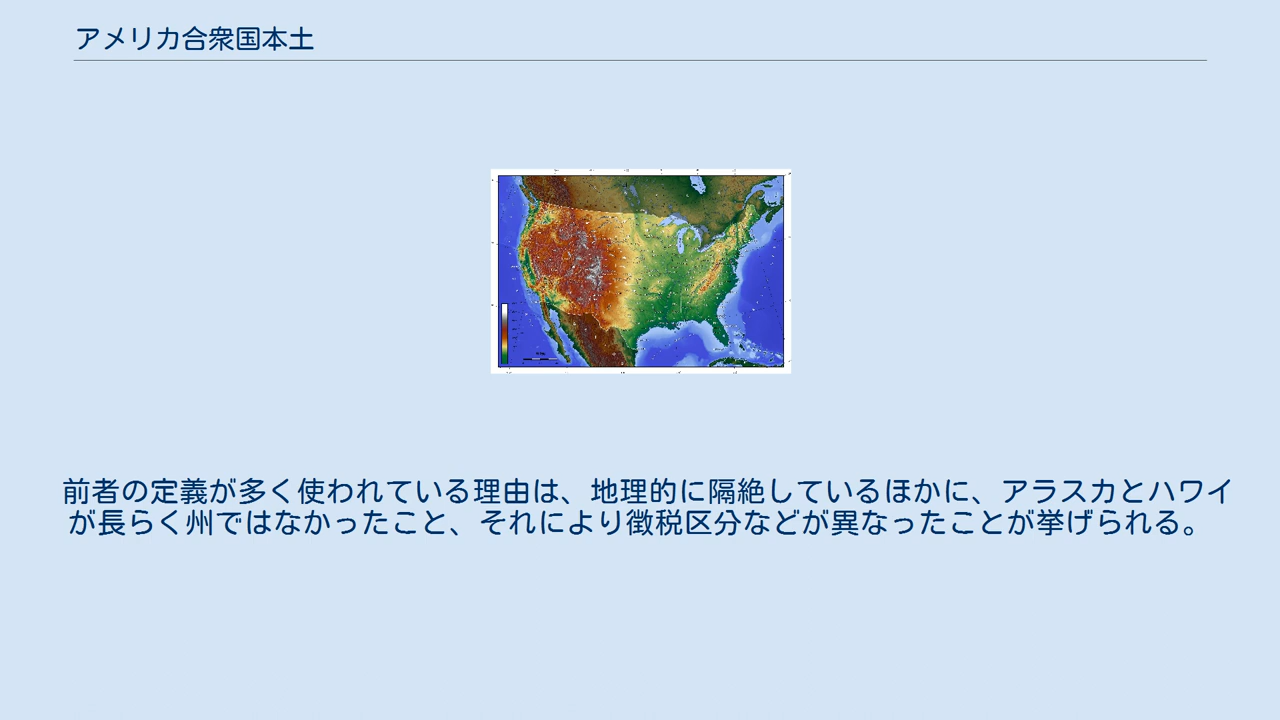 アメリカ合衆国本土
前者の定義が多く使われている理由は、地理的に隔絶しているほかに、アラスカとハワイ
が長らく州ではなかったこと、それにより徴税区分などが異なったことが挙げられる。